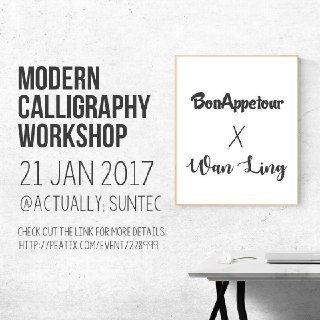 MODERN
CALLIGRAPHY
WORKSHOP
21 JAN 2017
@ACTUALLY; SUNTEC
CHECK OUT THE LINK FOR MORE DETAILS:
HTTP://PEATIX.COM/EVENT/228999
BonAppetour
X
Wan Ling